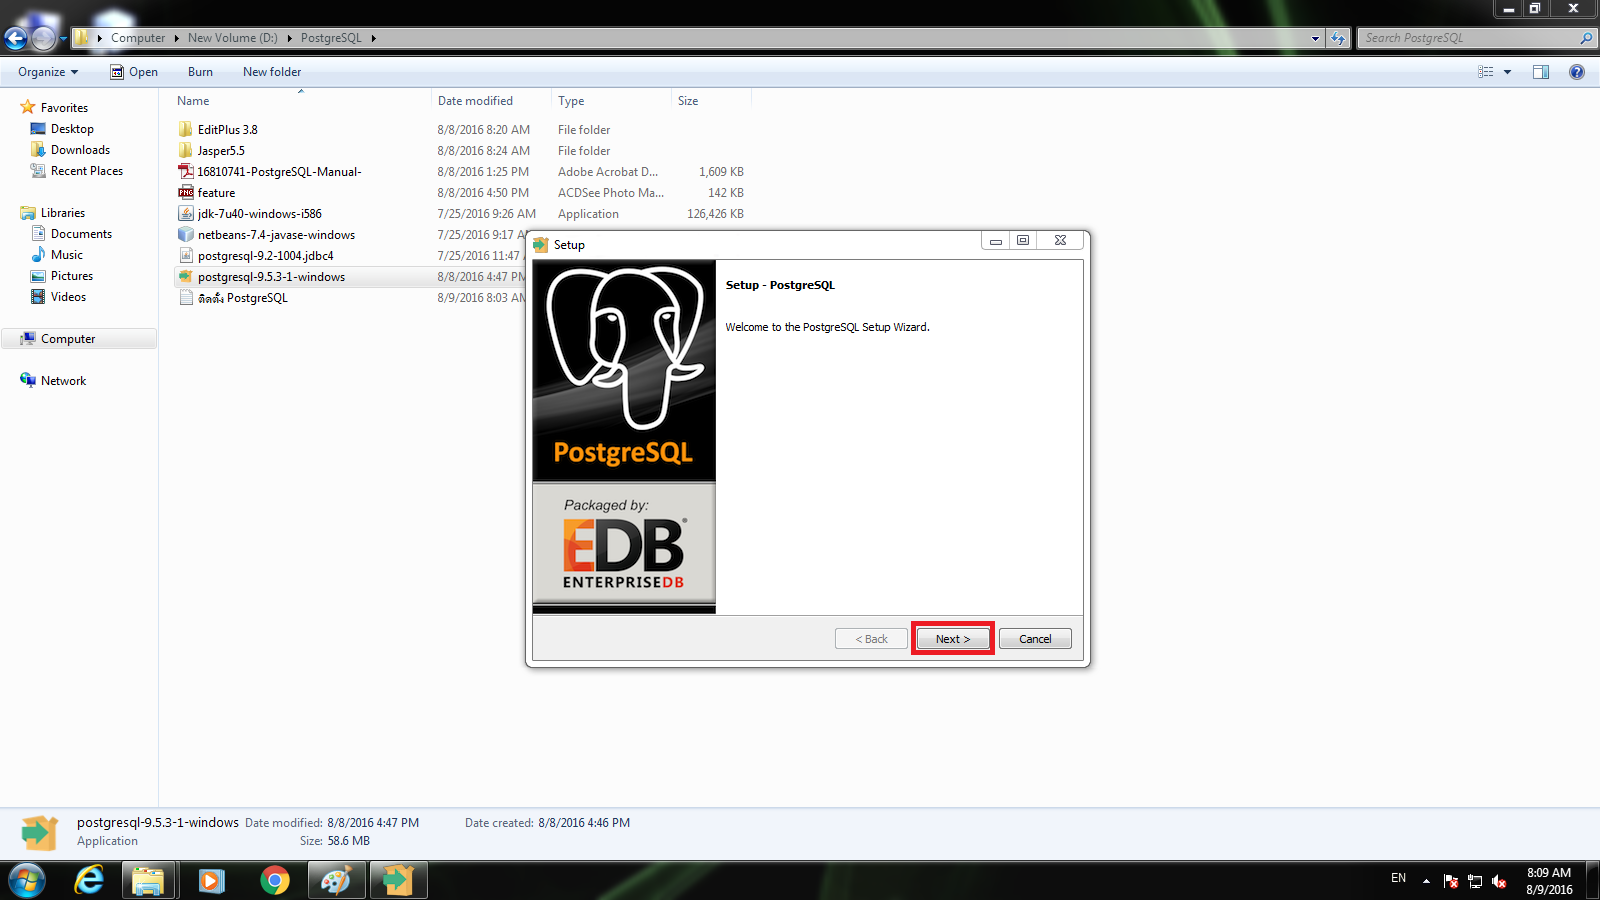 Computer New Volume (D:) PostgreSQL
Search PostgreSQL
Organize Open Burn New folder
Name Date modified Type Size
Favorites
Desktop
Downloads
Recent Places
Libraries
Documents
Music
Pictures
Videos
Computer
Network
EditPlus 3.8 8/8/2016 8:20 AM File folder
Jasper5.5 8/8/2016 8:24 AM File folder
16810741-PostgreSQL-Manual- 8/8/2016 1:25 PM Adobe Acrobat D... 1,609 KB
feature 8/8/2016 4:50 PM ACDSee Photo Ma... 142 KB
jdk-7u40-windows-i586 7/25/2016 9:26 AM Application 126,426 KB
netbeans-7.4-javase-windows 7/25/2016 9:17 AM
postgresql-9.2-1004.jdbc4 7/25/2016 11:47
postgresql-9.5.3-1-windows 8/8/2016 4:47 PM
ติดตั้ง PostgreSQL 8/9/2016 8:03 AM
Setup
Setup - PostgreSQL
Welcome to the PostgreSQL Setup Wizard.
PostgreSQL
Packaged by:
EDB
ENTERPRISEDB
< Back Next > Cancel
postgresql-9.5.3-1-windows Date modified: 8/8/2016 4:47 PM Date created: 8/8/2016 4:46 PM
Application Size: 58.6 MB
EN
8:09 AM
8/9/2016